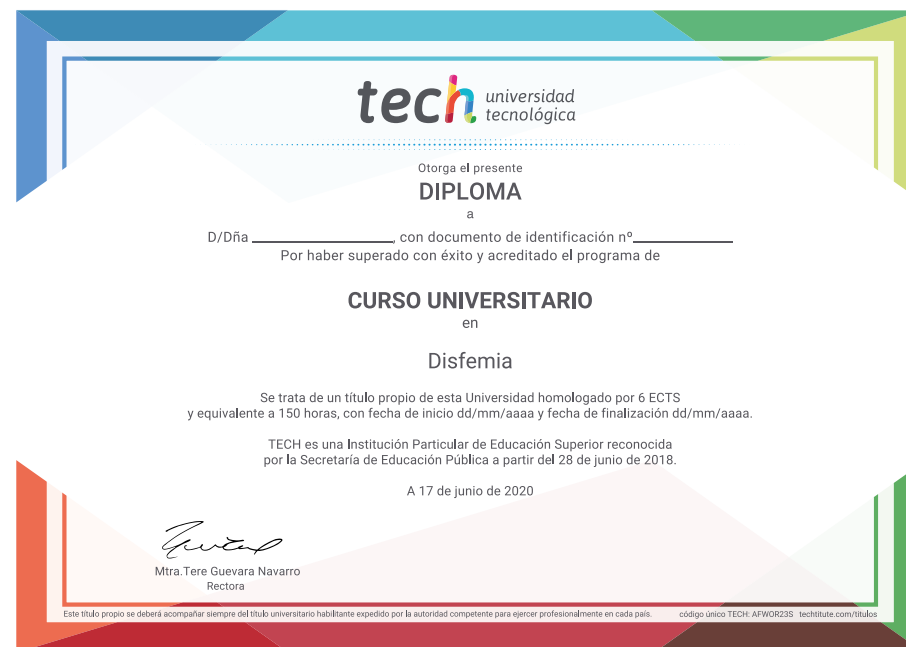 tech universidad
tecnológica
Otorga el presente
DIPLOMA
a
D/Dña ____________, con documento de identificación nº____________
Por haber superado con éxito y acreditado el programa de
CURSO UNIVERSITARIO
en
Disfemia
Se trata de un título propio de esta Universidad homologado por 6 ECTS
y equivalente a 150 horas, con fecha de inicio dd/mm/aaaa y fecha de finalización dd/mm/aaaa.
TECH es una Institución Particular de Educación Superior reconocida
por la Secretaría de Educación Pública a partir del 28 de junio de 2018.
A 17 de junio de 2020
Mtra.Tere Guevara Navarro
Rectora
Este título propio se deberá acompañar siempre del título universitario habilitante expedido por la autoridad competente para ejercer profesionalmente en cada país. código único TECH: AFWOR23S techtitute.com/titulos